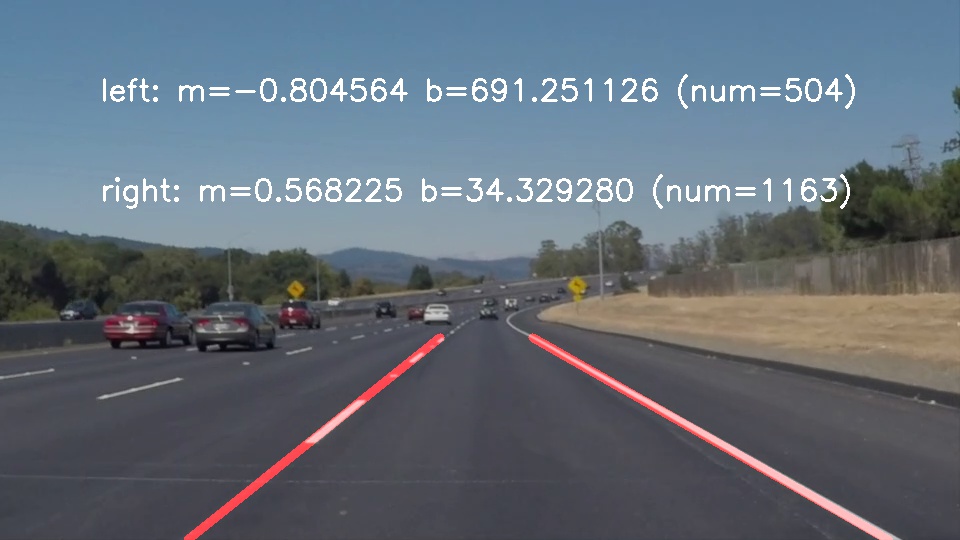 left: m=−0.804564 b=691.251126 (num=504)
right: m=0.568225 b=34.329280 (num=1163)